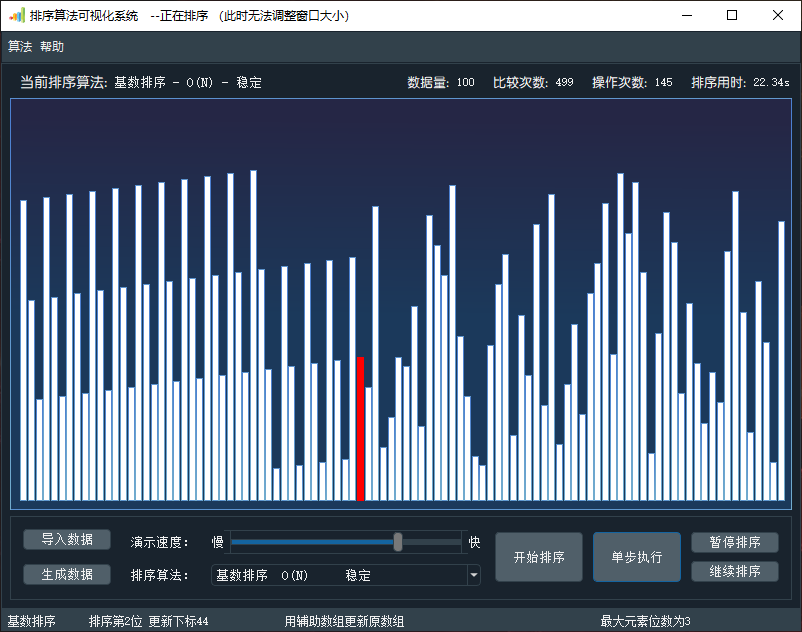 排序算法可视化系统 --正在排序 (此时无法调整窗口大小)
算法 帮助
当前排序算法: 基数排序 - O(N) - 稳定 数据量: 100 比较次数: 499 操作次数: 145 排序用时: 22.34s
导入数据 演示速度: 慢 快 开始排序 单步执行 暂停排序
生成数据 排序算法: 基数排序 O(N) 稳定 继续排序
基数排序 排序第2位 更新下标44 用辅助数组更新原数组 最大元素位数为3